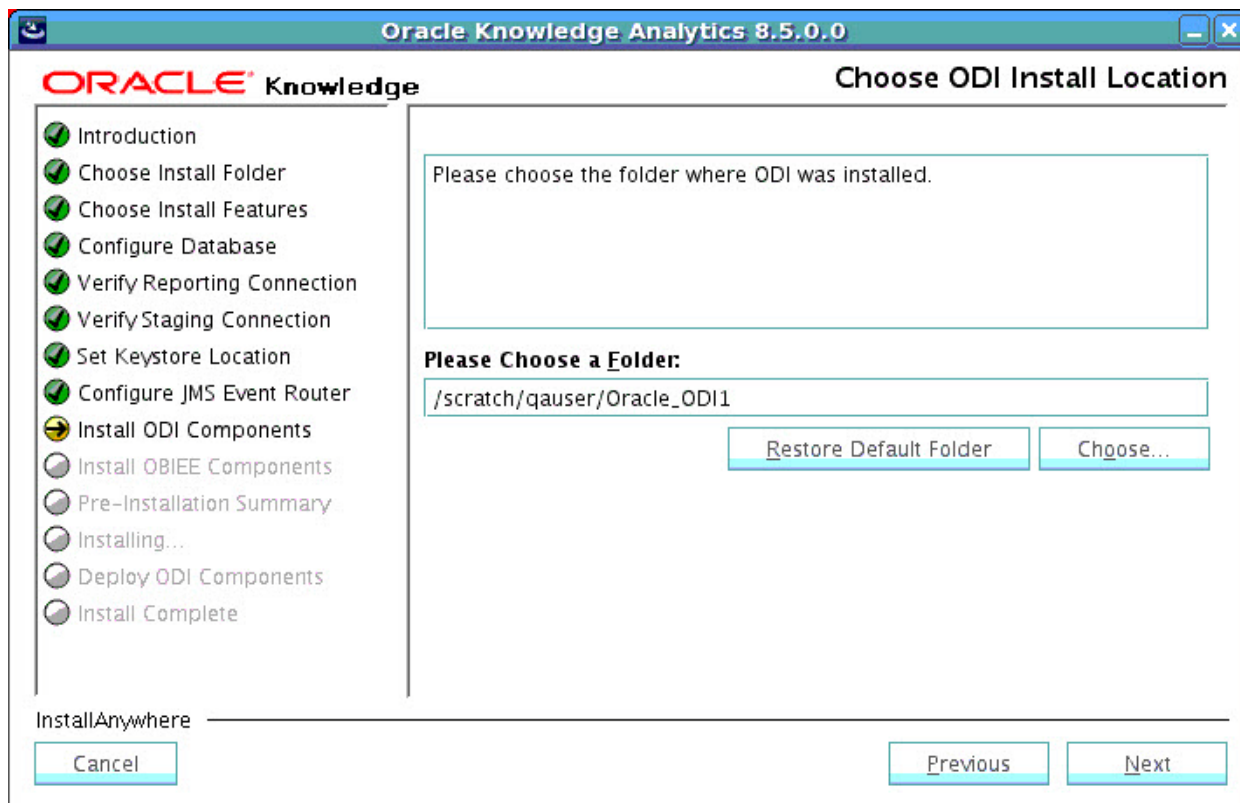 Oracle Knowledge Analytics 8.5.0.0
ORACLE Knowledge
Choose ODI Install Location
Introduction
Choose Install Folder
Choose Install Features
Configure Database
Verify Reporting Connection
Verify Staging Connection
Set Keystore Location
Configure JMS Event Router
Install ODI Components
Install OBIEE Components
Pre-Installation Summary
Installing...
Deploy ODI Components
Install Complete
Please choose the folder where ODI was installed.
Please Choose a Folder:
/scratch/qauser/Oracle_ODI1
Restore Default Folder
Choose...
InstallAnywhere
Cancel
Previous
Next